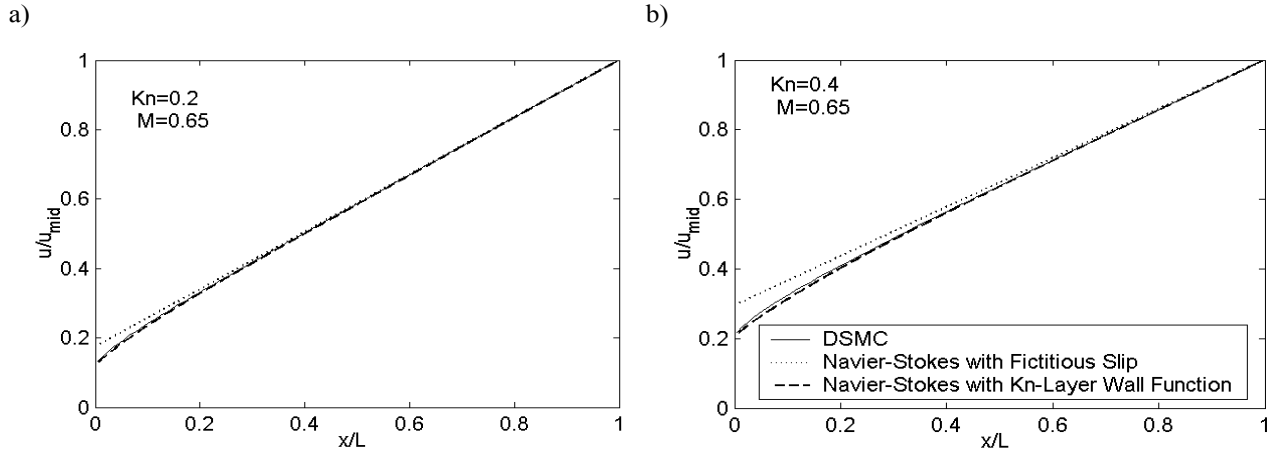 a)
Kn=0.2
M=0.65
u/u_mid
1
0.8
0.6
0.4
0.2
0
0
0.2
0.4
0.6
0.8
1
x/L
b)
Kn=0.4
M=0.65
u/u_mid
1
0.8
0.6
0.4
0.2
0
DSMC
Navier-Stokes with Fictitious Slip
Navier-Stokes with Kn-Layer Wall Function
0
0.2
0.4
0.6
0.8
1
x/L